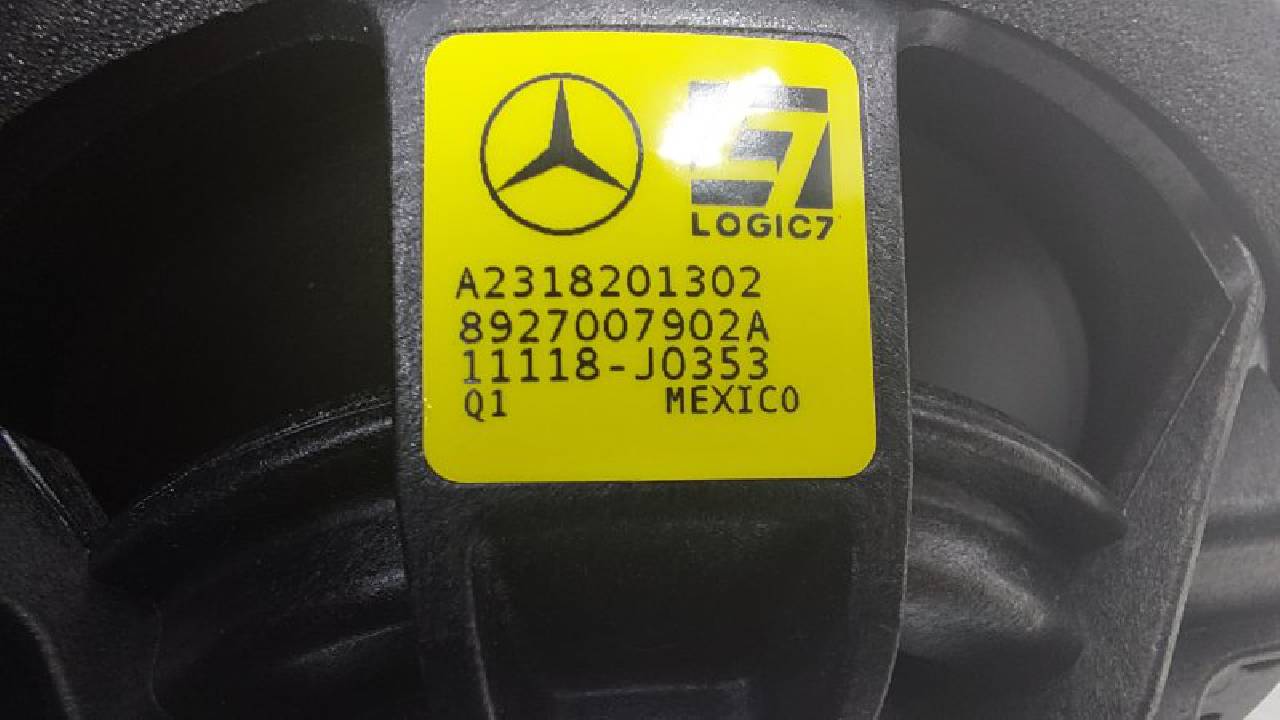 LOGIC7
A2318201302
8927007902A
11118-J0353
Q1 MEXICO